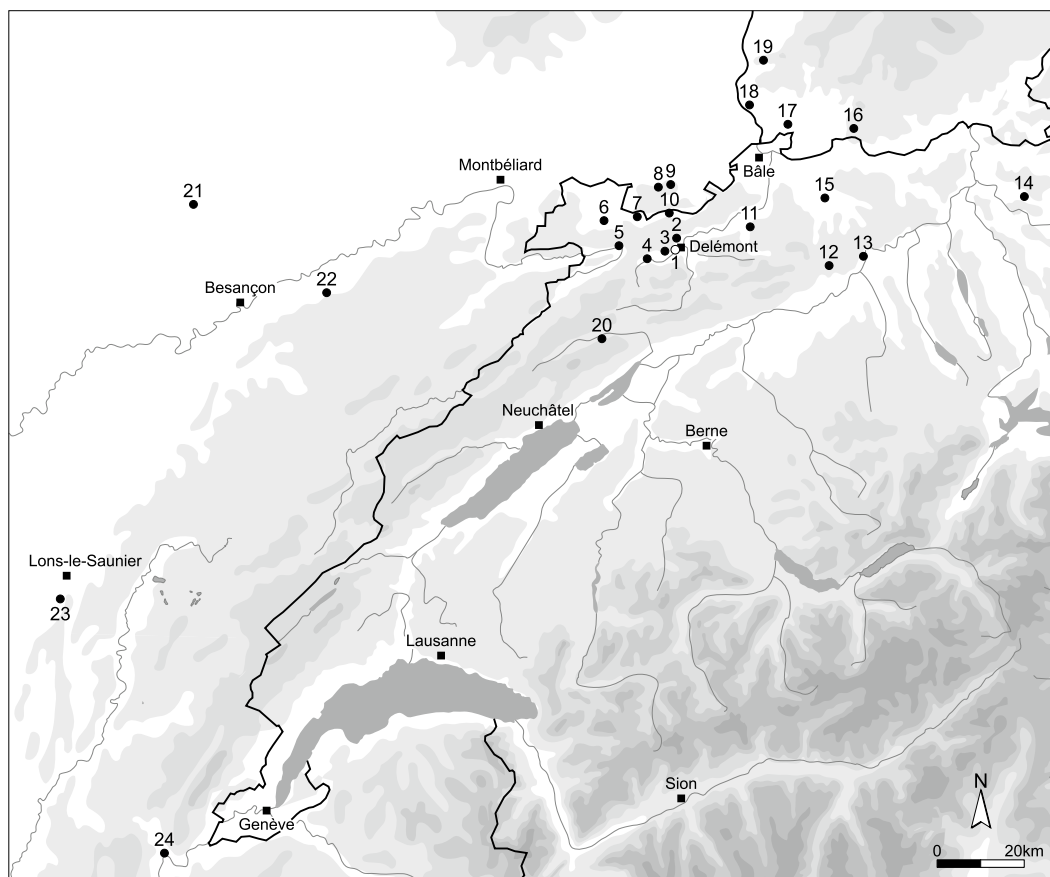 19
18
17
16
Montbéliard
Bâle
8 9
21
6
7
10
15
14
2
11
5
4 3
Delémont
1
12
13
Besançon
22
20
Neuchâtel
Berne
Lons-le-Saunier
23
Lausanne
Sion
N
Genève
24
0 20km